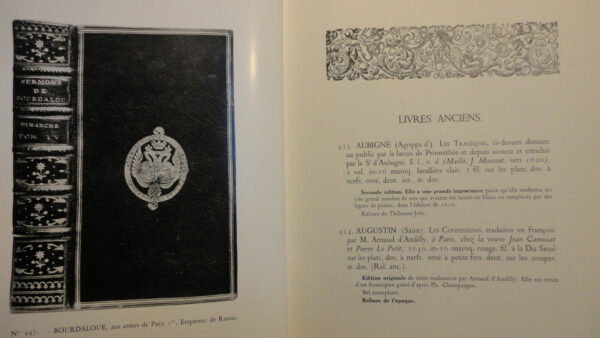 SERMONS
DE
BOURDALOU
DIMANCHE
TOM
Nº 447. — BOURDALOUE, aux armes de PAUL 1er, Empereur de Russie.
LIVRES ANCIENS.
433. AUBIGNÉ (Agrippa d'). LES TRAGIQUES, ci-devant donnez
au public par le larcin de Prométhée et depuis avouez et enrichis
par le Sr d'Aubigné. S. l. n. d. (Maillé, J. Moussat, vers 1620),
1 vol. in-16 maroq. lavallière clair, 3 fil. sur les plats, dos à
nerfs, orné, dent. int., tr. dor.
Seconde édition. Elle a une grande importance parce qu'elle renferme un
très grand nombre de vers qui avaient été laissés en blanc ou remplacés par des
lignes de points, dans l'édition de 1616.
Reliure de Thibaron-Joly.
434. AUGUSTIN (Saint). LES CONFESSIONS, traduites en françois
par M. Arnaud d'Andilly. à Paris, chez la veuve Jean Camusat
et Pierre Le Petit, 1649, in-16 maroq. rouge, fil. à la Du Seuil
sur les plats, dos à nerfs, orné à petits fers, dent. sur les coupes,
tr. dor. (Rel. anc.).
Edition originale de cette traduction par Arnaud d'Andilly. Elle est ornée
d'un frontispice gravé d'après Ph. Champaigne.
Bel exemplaire.
Reliure de l'époque.